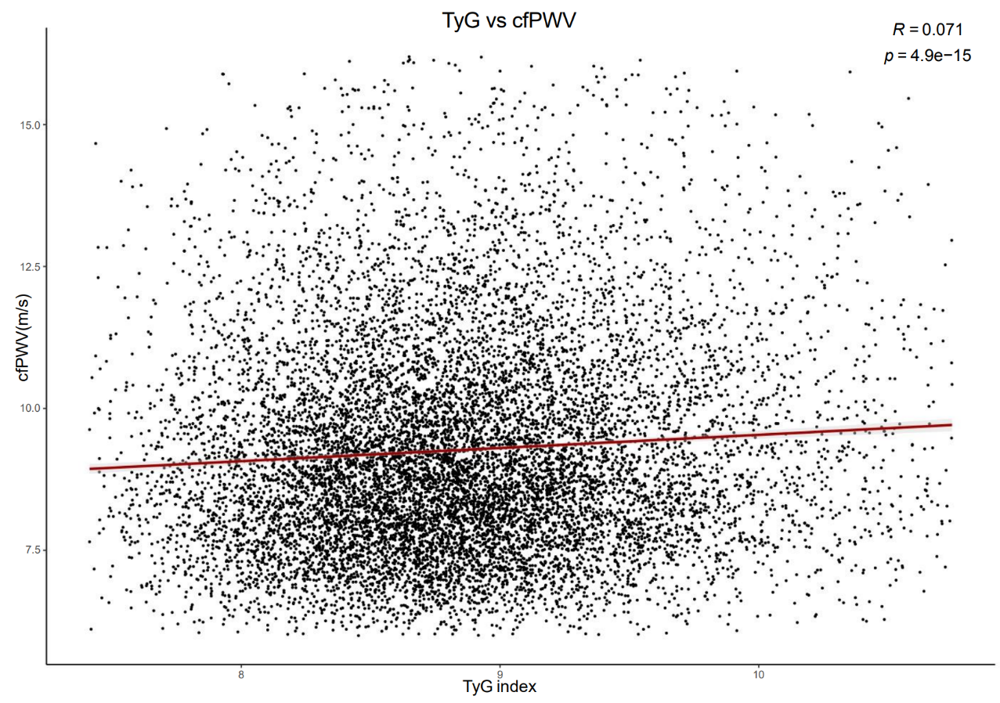 TyG vs cfPWV
R = 0.071
p = 4.9e−15
cfPWV(m/s)
15.0
12.5
10.0
7.5
8
9
10
TyG index